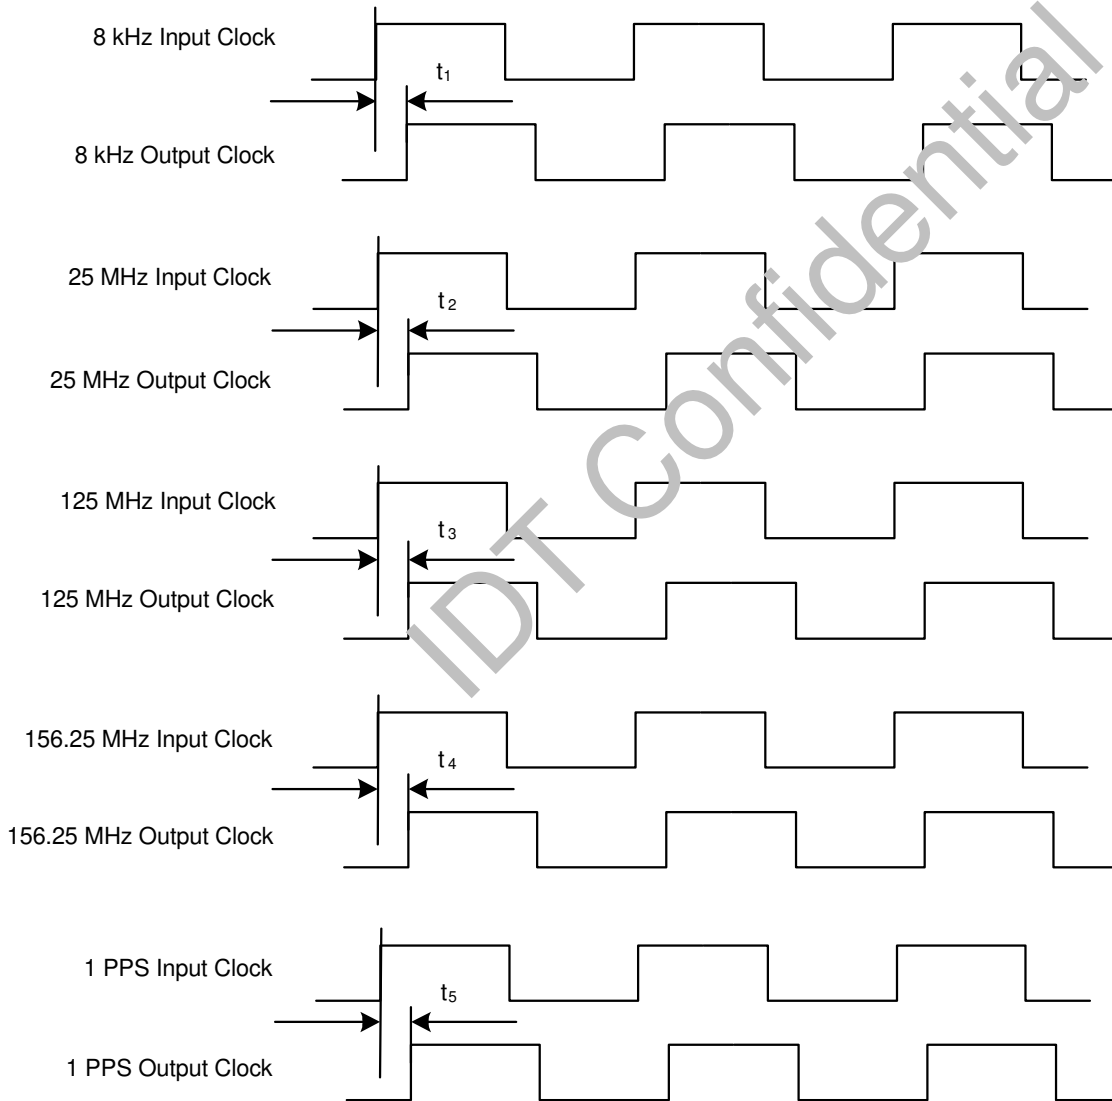 8 kHz Input Clock
t1
8 kHz Output Clock
25 MHz Input Clock
t2
25 MHz Output Clock
125 MHz Input Clock
t3
125 MHz Output Clock
156.25 MHz Input Clock
t4
156.25 MHz Output Clock
1 PPS Input Clock
t5
1 PPS Output Clock
IDT Confidential